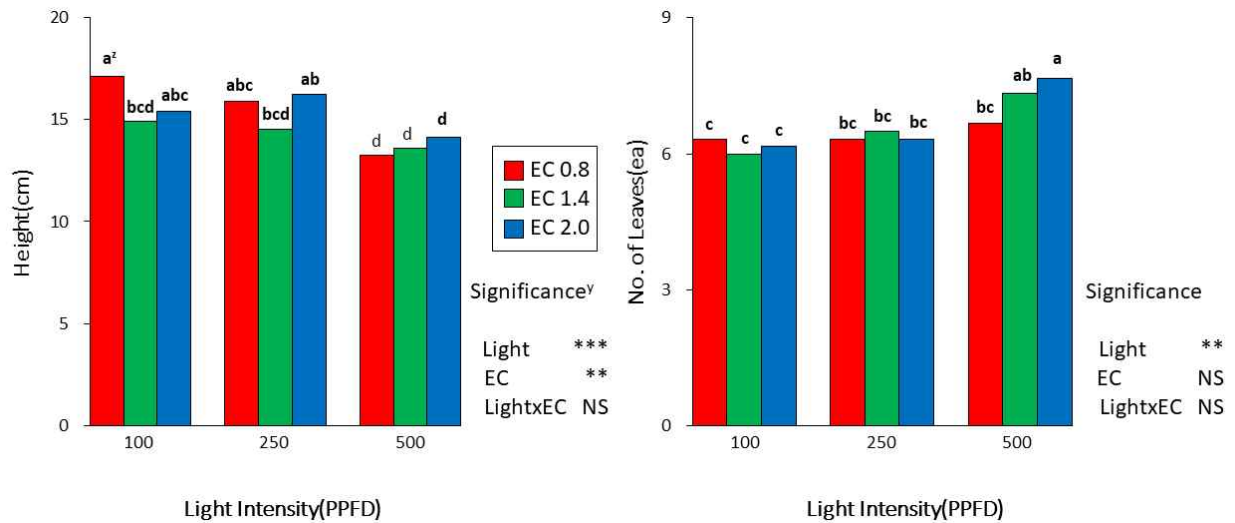 20
15
10
5
0
Height(cm)
aᶻ
bcd
abc
abc
bcd
ab
d
d
d
100
250
500
Light Intensity(PPFD)
EC 0.8
EC 1.4
EC 2.0
Significanceʸ
Light ***
EC **
LightxEC NS
9
6
3
0
No. of Leaves(ea)
c
c
c
bc
bc
bc
bc
ab
a
100
250
500
Light Intensity(PPFD)
Significance
Light **
EC NS
LightxEC NS